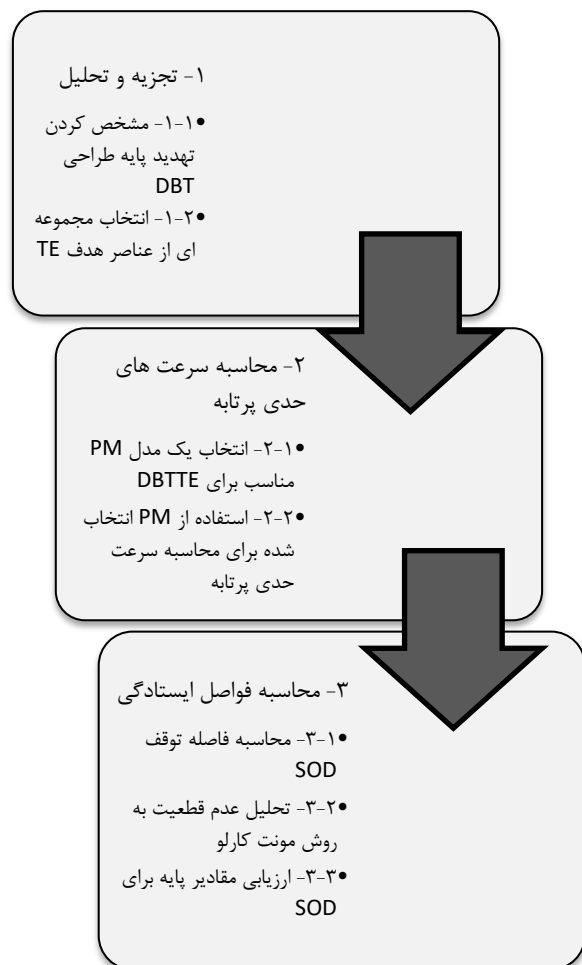 ۱- تجزیه و تحلیل
•۱-۱- مشخص کردن
تهدید پایه طراحی
DBT
•۱-۲- انتخاب مجموعه
ای از عناصر هدف TE
۲- محاسبه سرعت های
حدی پرتابه
•۲-۱- انتخاب یک مدل PM
مناسب برای DBTTE
•۲-۲- استفاده از PM انتخاب
شده برای محاسبه سرعت
حدی پرتابه
۳- محاسبه فواصل ایستادگی
•۳-۱- محاسبه فاصله توقف
SOD
•۳-۲- تحلیل عدم قطعیت به
روش مونت کارلو
•۳-۳- ارزیابی مقادیر پایه برای
SOD